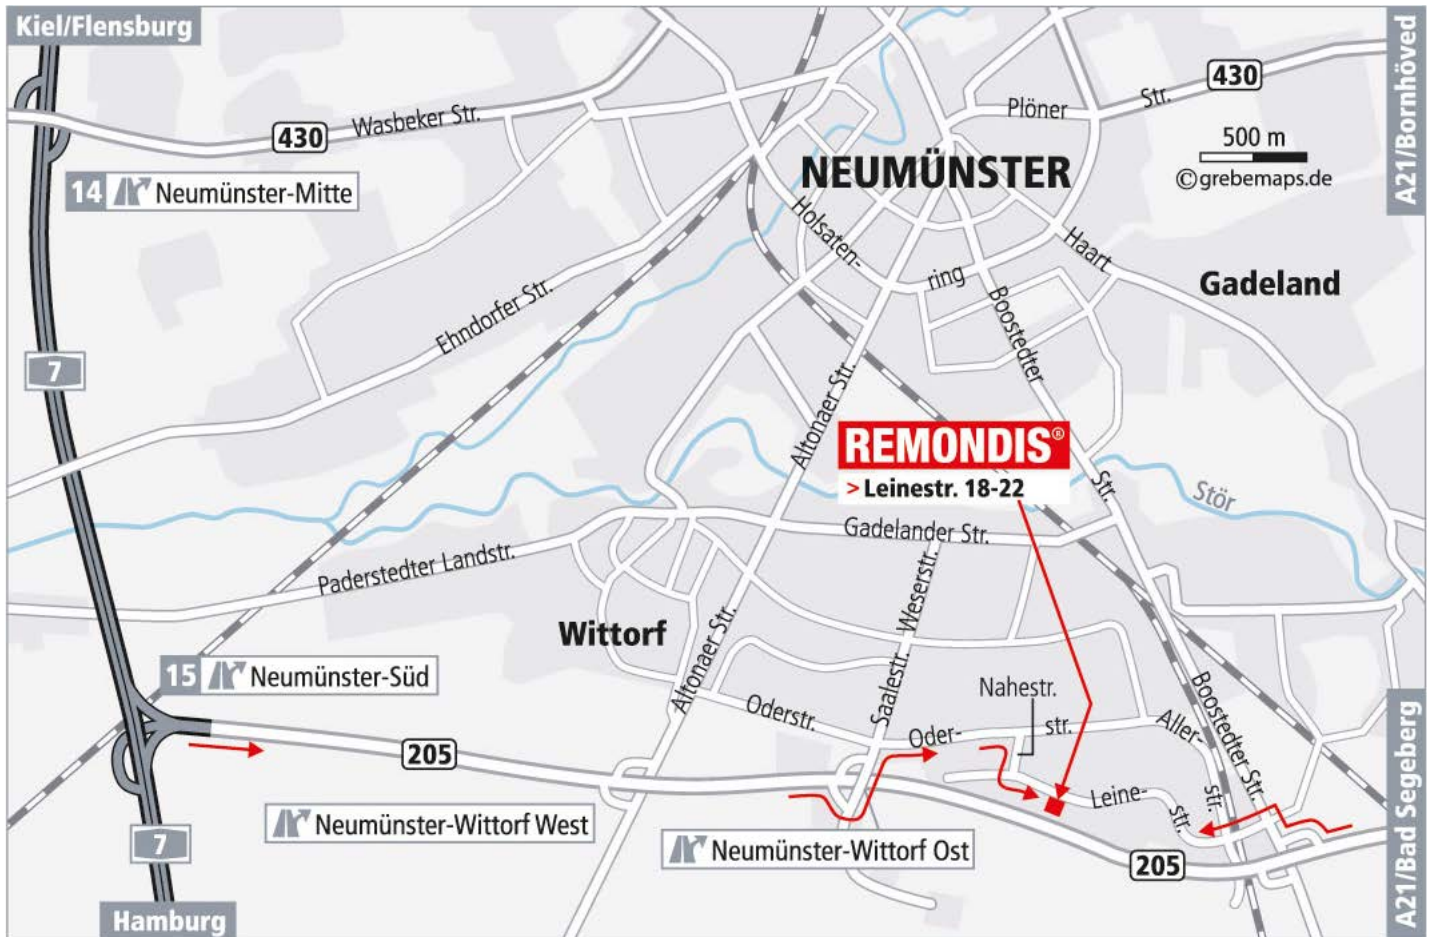 Kiel/Flensburg
A21/Bornhöved
430
Plöner
Str.
430
Wasbeker Str.
500 m
©grebemaps.de
NEUMÜNSTER
14 Neumünster-Mitte
Holsaten-
ring
Haart
Gadeland
Ehndorfer Str.
Boostedter
Str.
7
Altonaer Str.
REMONDIS®
> Leinestr. 18-22
Stör
Gadelander Str.
Paderstedter Landstr.
Weserstr.
Wittorf
Altonaer Str.
Saalestr.
15 Neumünster-Süd
Nahestr.
Oderstr.
Oder-
str.
Aller-
str.
Boostedter Str.
205
Leine-
str.
Neumünster-Wittorf West
Neumünster-Wittorf Ost
205
7
Hamburg
A21/Bad Segeberg